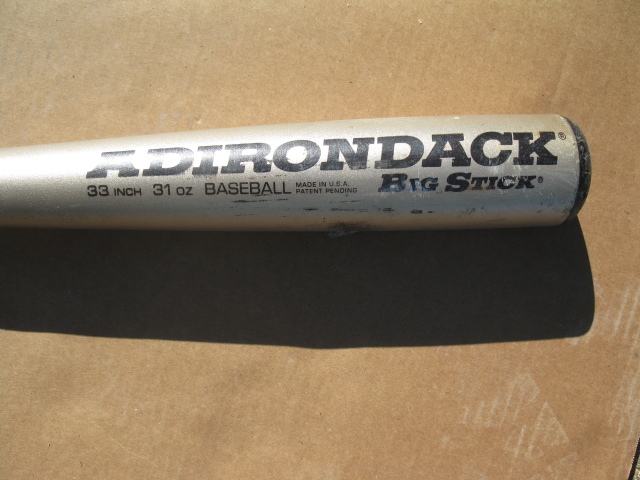 ADIRONDACK®
33 INCH 31 OZ BASEBALL MADE IN U.S.A. PATENT PENDING BIG STICK®